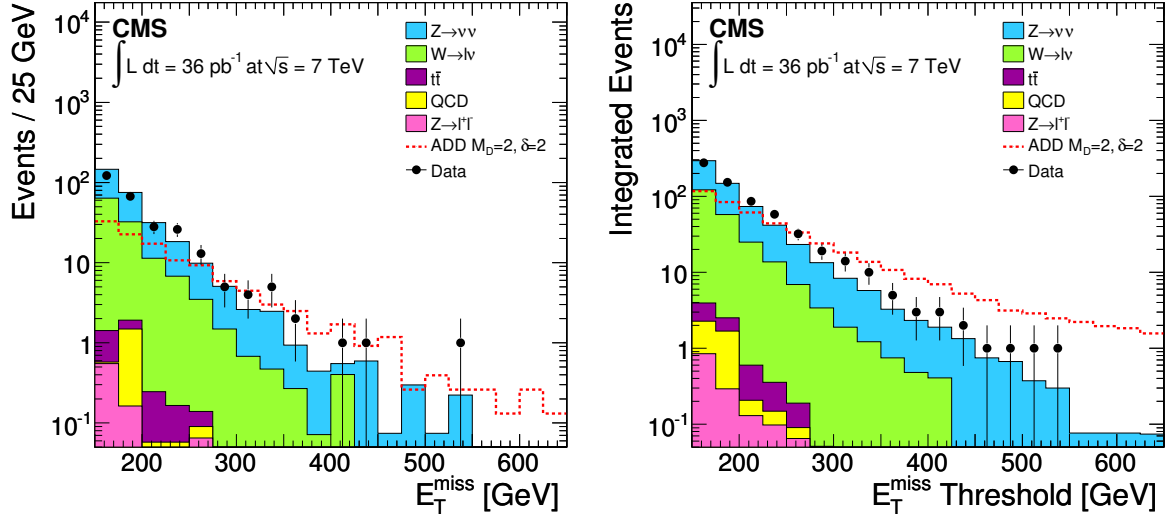 Events / 25 GeV
10⁴
10³
10²
10
1
10⁻¹
CMS
∫ L dt = 36 pb⁻¹ at √s = 7 TeV
Z→νν
W→lν
tt̄
QCD
Z→l⁺l⁻
ADD M_D=2, δ=2
Data
200 300 400 500 600
E_T^miss [GeV]
Integrated Events
10⁴
10³
10²
10
1
10⁻¹
CMS
∫ L dt = 36 pb⁻¹ at √s = 7 TeV
Z→νν
W→lν
tt̄
QCD
Z→l⁺l⁻
ADD M_D=2, δ=2
Data
200 300 400 500 600
E_T^miss Threshold [GeV]